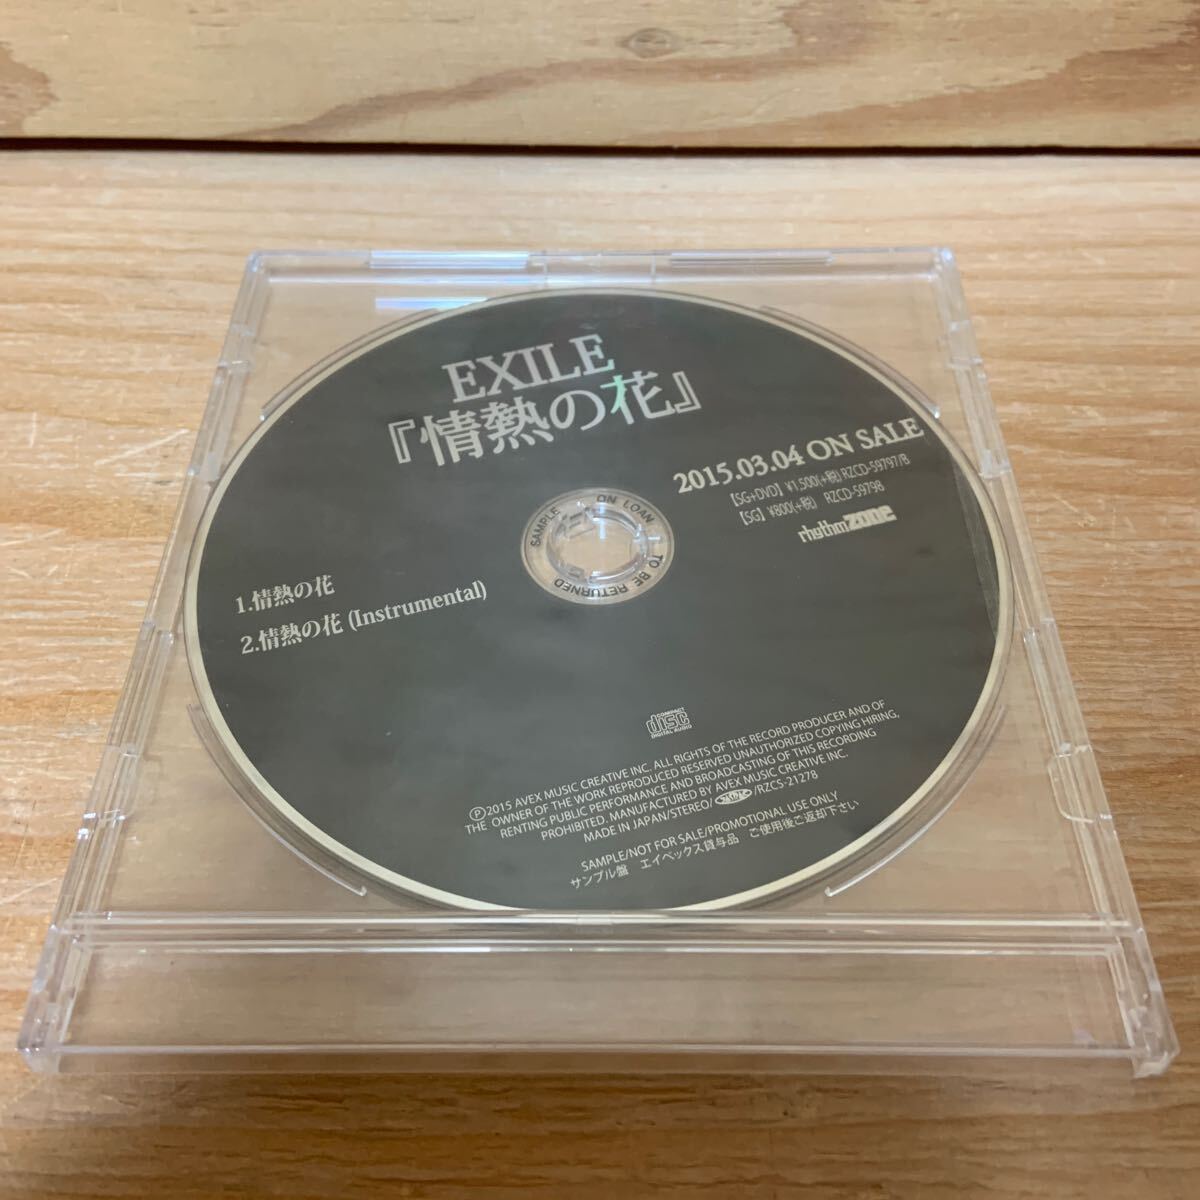 EXILE
『情熱の花』
2015.03.04 ON SALE
【SG+DVD】¥1,500(+税) RZCD-59797/B
【SG】¥800(+税) RZCD-59798
rhythm zone
SAMPLE ON LOAN TO BE RETURNED
1.情熱の花
2.情熱の花 (Instrumental)
COMPACT
disc
DIGITAL AUDIO
Ⓟ2015 AVEX MUSIC CREATIVE INC. ALL RIGHTS OF THE RECORD PRODUCER AND OF
THE OWNER OF THE WORK REPRODUCED RESERVED UNAUTHORIZED COPYING HIRING,
RENTING PUBLIC PERFORMANCE AND BROADCASTING OF THIS RECORDING
PROHIBITED. MANUFACTURED BY AVEX MUSIC CREATIVE INC.
MADE IN JAPAN/STEREO/JASRAC/RZCS-21278
SAMPLE/NOT FOR SALE/PROMOTIONAL USE ONLY
サンプル盤 エイベックス貸与品 ご使用後ご返却下さい